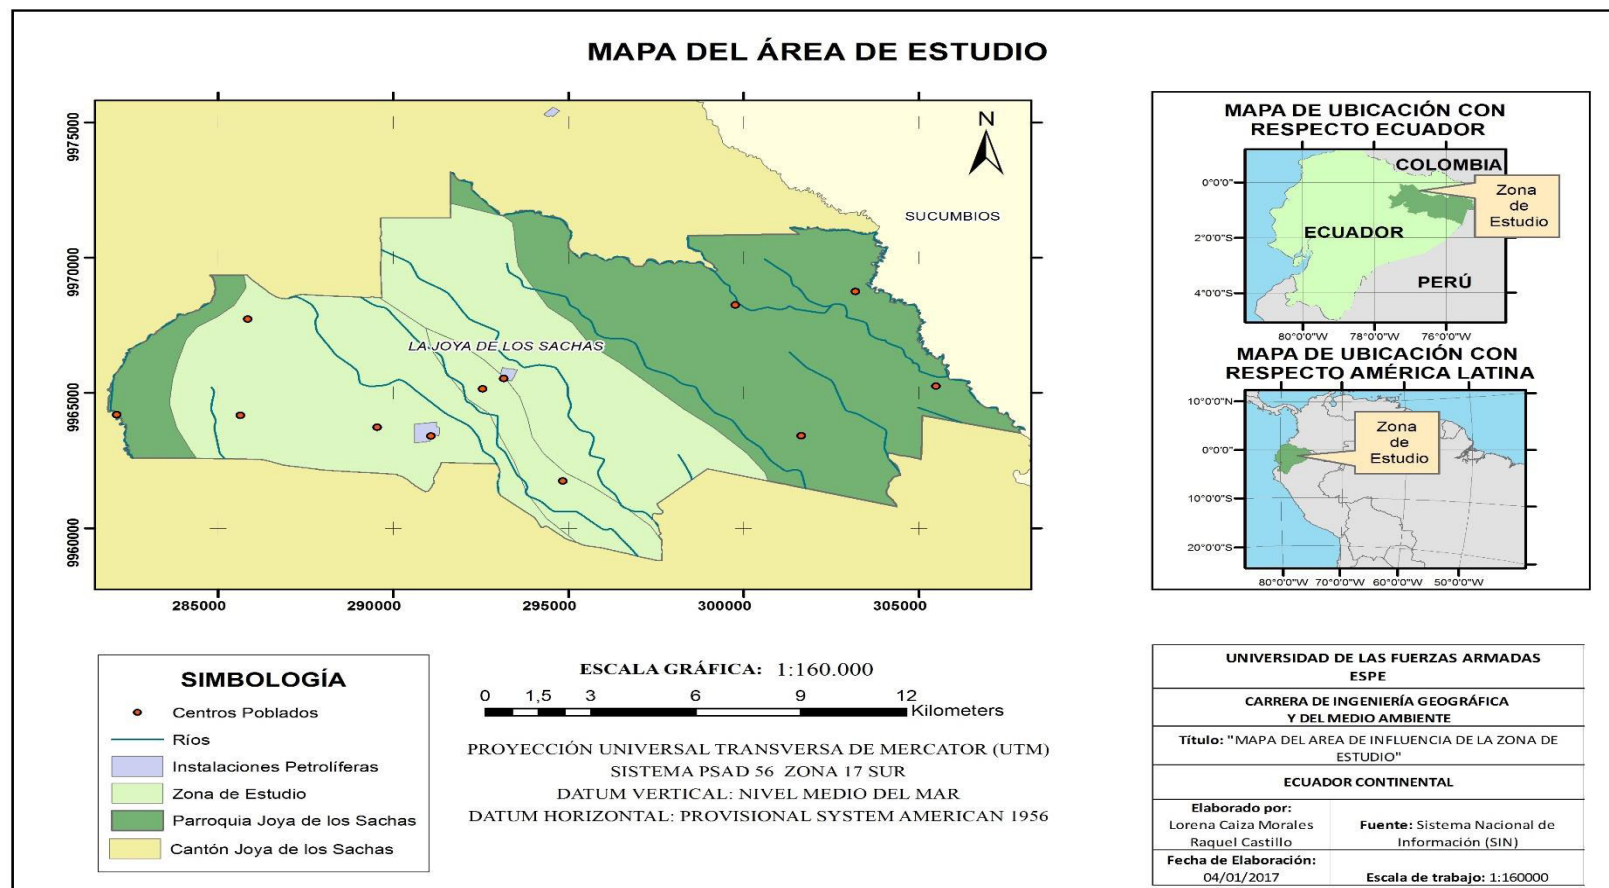 MAPA DEL ÁREA DE ESTUDIO
9975000
9970000
9965000
9960000
285000
290000
295000
300000
305000
N
SUCUMBIOS
LA JOYA DE LOS SACHAS
MAPA DE UBICACIÓN CON
RESPECTO ECUADOR
COLOMBIA
ECUADOR
PERÚ
Zona
de
Estudio
0°0'0"
2°0'0"S
4°0'0"S
80°0'0"W
78°0'0"W
76°0'0"W
MAPA DE UBICACIÓN CON
RESPECTO AMÉRICA LATINA
Zona
de
Estudio
10°0'0"N
0°0'0"
10°0'0"S
20°0'0"S
80°0'0"W
70°0'0"W
60°0'0"W
50°0'0"W
SIMBOLOGÍA
Centros Poblados
Ríos
Instalaciones Petrolíferas
Zona de Estudio
Parroquia Joya de los Sachas
Cantón Joya de los Sachas
ESCALA GRÁFICA: 1:160.000
0 1,5 3 6 9 12
Kilometers
PROYECCIÓN UNIVERSAL TRANSVERSA DE MERCATOR (UTM)
SISTEMA PSAD 56 ZONA 17 SUR
DATUM VERTICAL: NIVEL MEDIO DEL MAR
DATUM HORIZONTAL: PROVISIONAL SYSTEM AMERICAN 1956
UNIVERSIDAD DE LAS FUERZAS ARMADAS
ESPE
CARRERA DE INGENIERÍA GEOGRÁFICA
Y DEL MEDIO AMBIENTE
Título: "MAPA DEL AREA DE INFLUENCIA DE LA ZONA DE
ESTUDIO"
ECUADOR CONTINENTAL
Elaborado por:
Lorena Caiza Morales
Raquel Castillo
Fuente: Sistema Nacional de
Información (SIN)
Fecha de Elaboración:
04/01/2017
Escala de trabajo: 1:160000